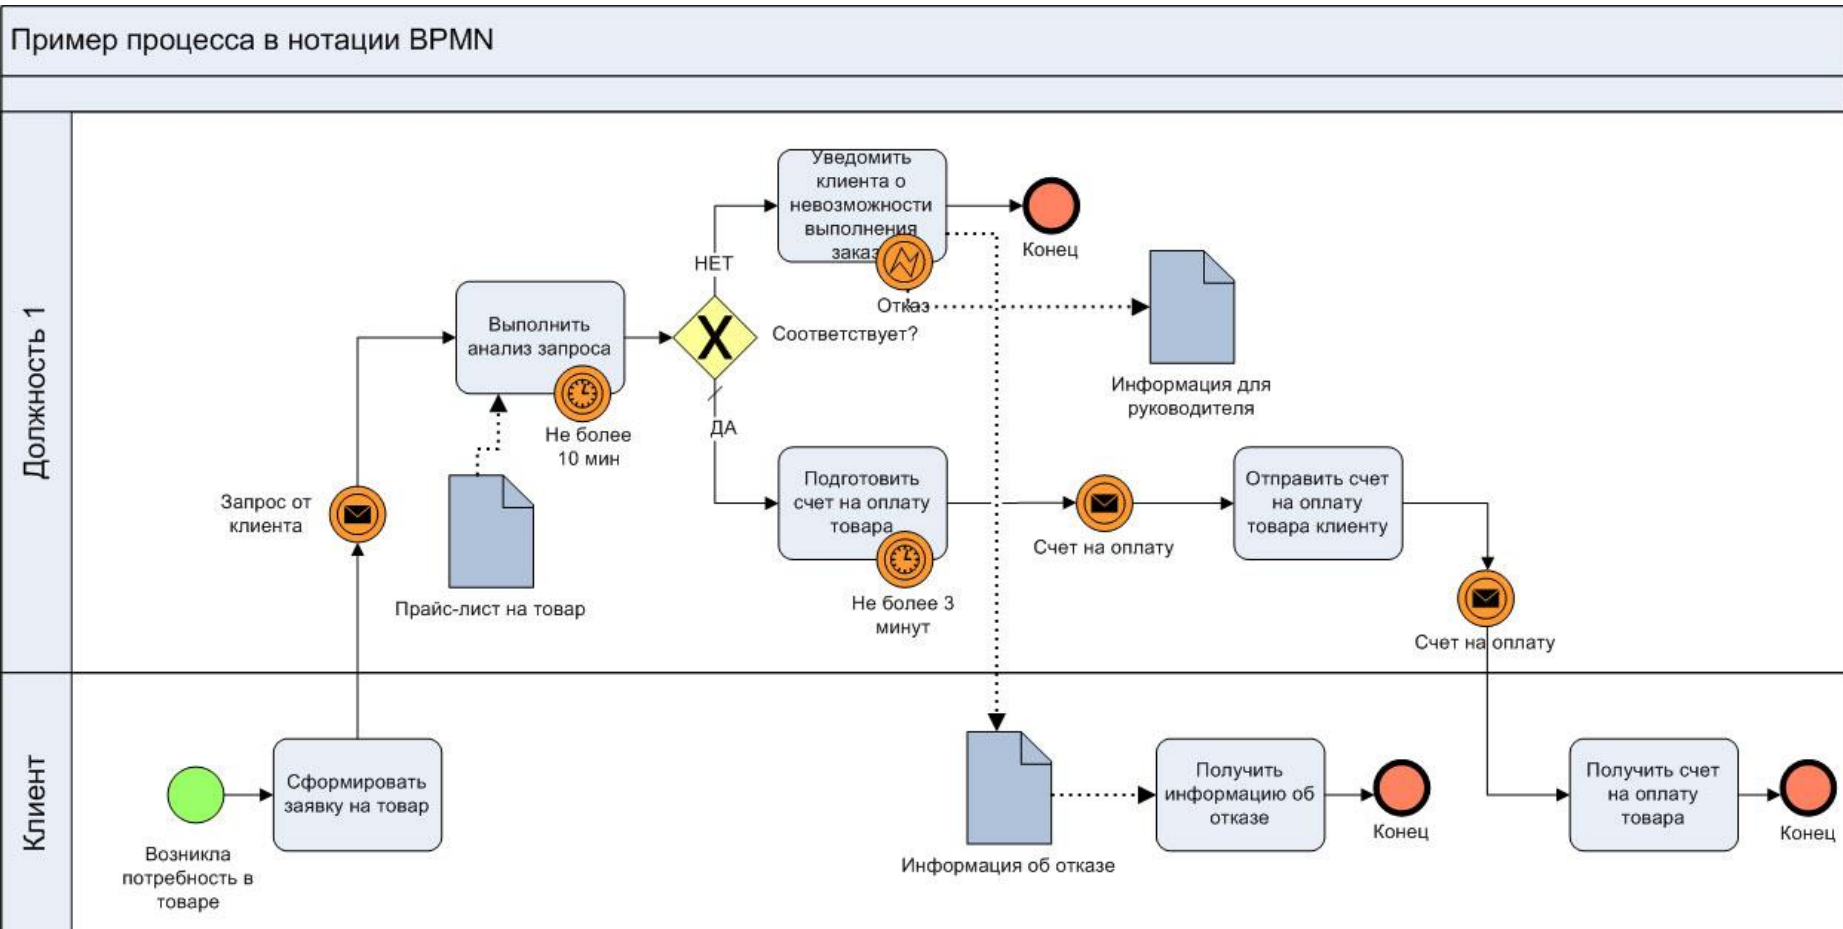 Пример процесса в нотации BPMN
Должность 1
Уведомить
клиента о
невозможности
выполнения
заказ
Конец
НЕТ
Отказ
Выполнить
анализ запроса
Соответствует?
Не более
10 мин
Информация для
руководителя
ДА
Запрос от
клиента
Прайс-лист на товар
Подготовить
счет на оплату
товара
Не более 3
минут
Счет на оплату
Отправить счет
на оплату
товара клиенту
Счет на оплату
Клиент
Возникла
потребность в
товаре
Сформировать
заявку на товар
Информация об отказе
Получить
информацию об
отказе
Конец
Получить счет
на оплату
товара
Конец